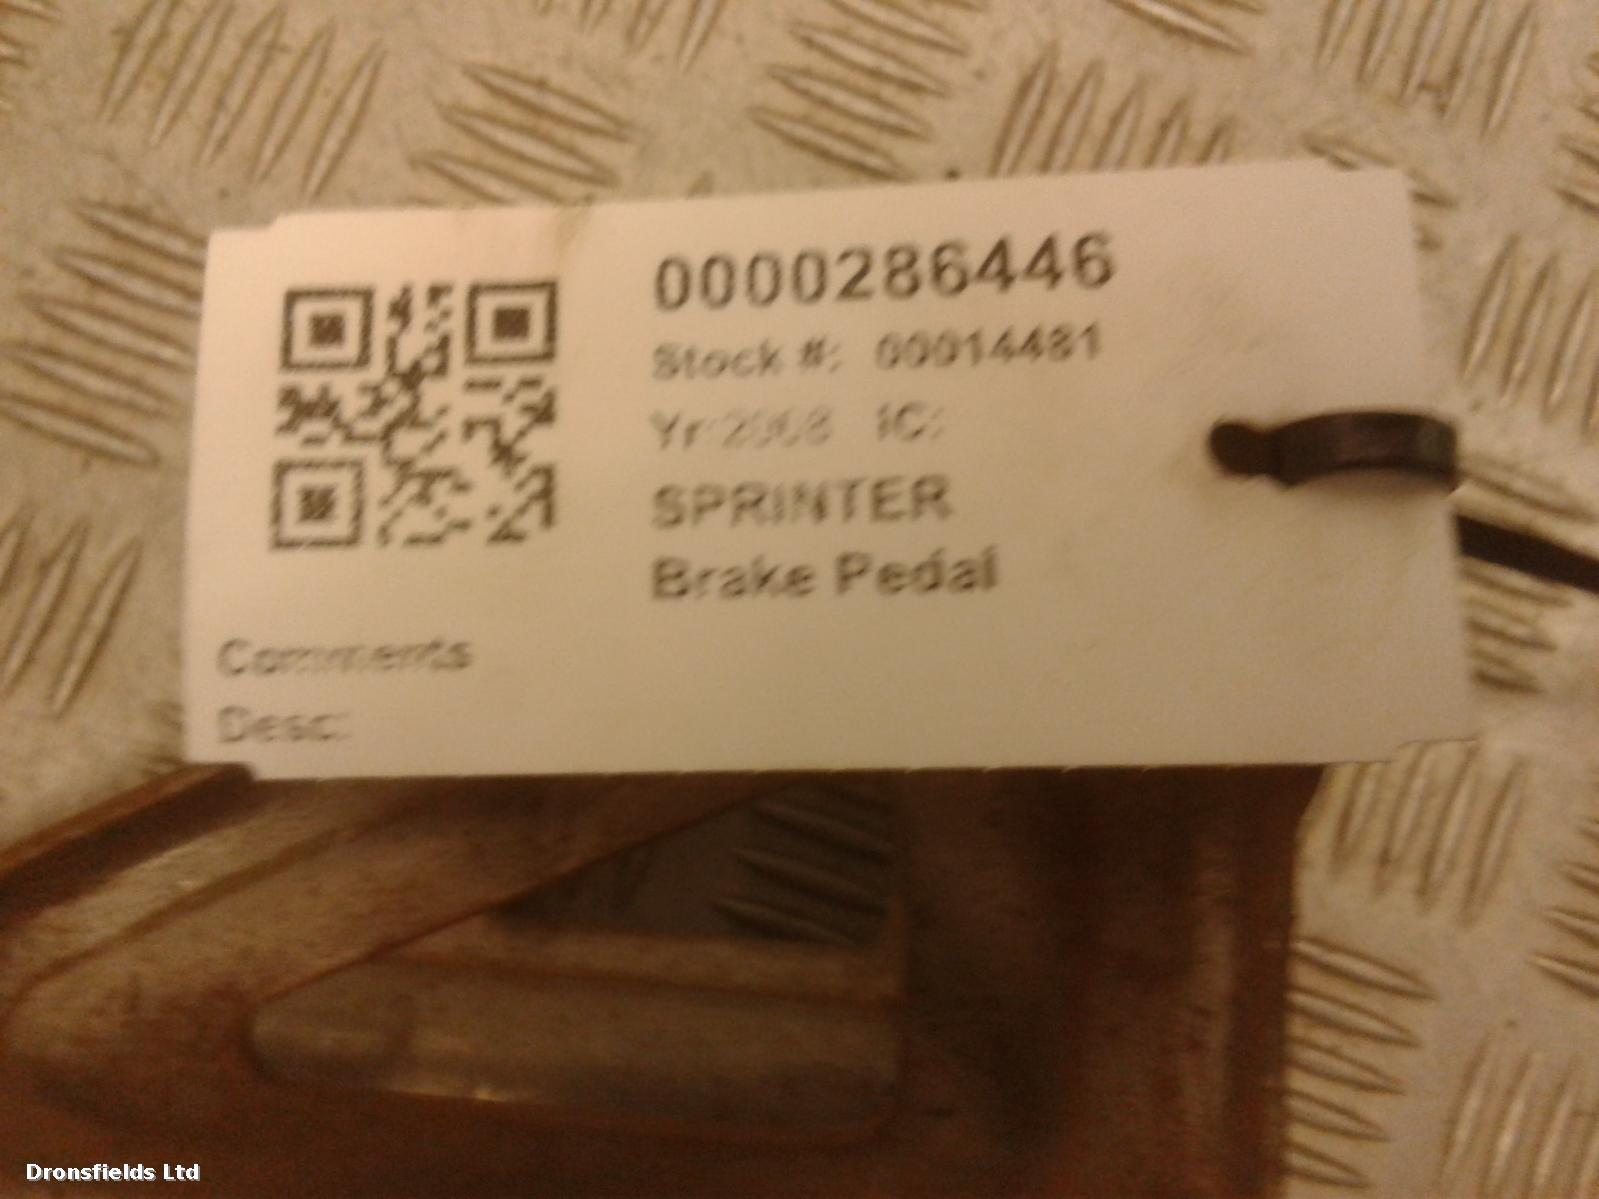 0000286446
Stock #: 00014481
Yr:2008 IC:
SPRINTER
Brake Pedal
Comments
Desc:
Dronsfields Ltd